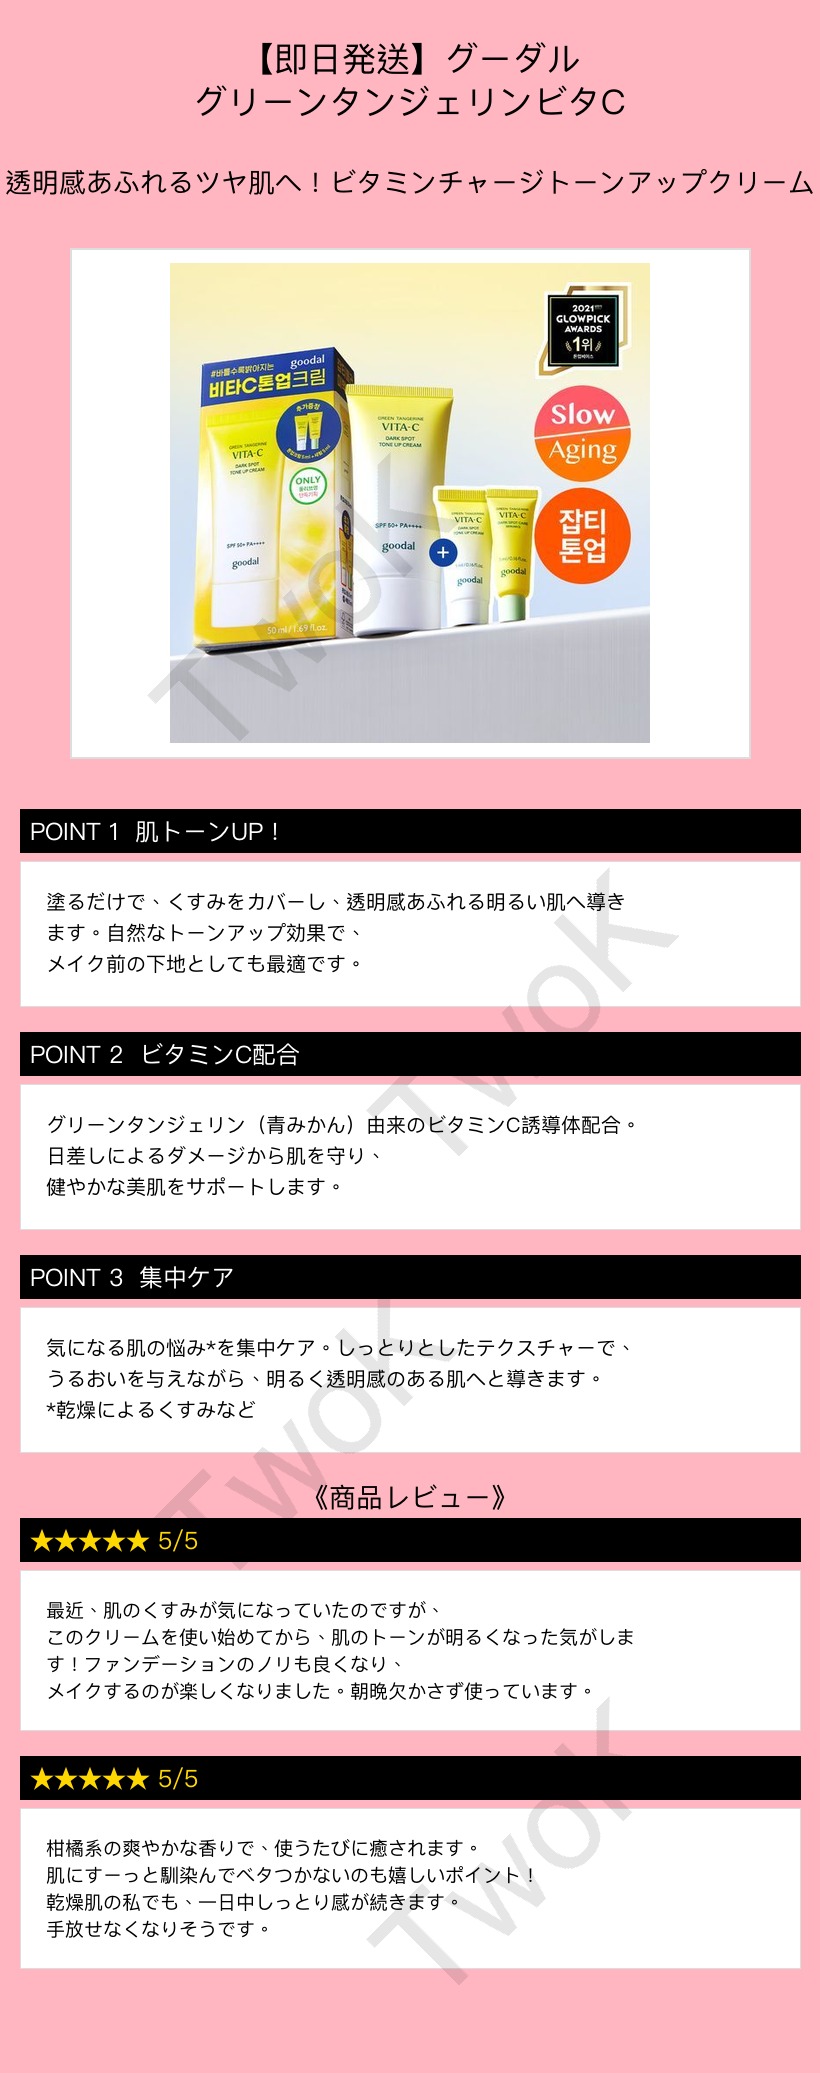 【即日発送】グーダル
グリーンタンジェリンビタC
透明感あふれるツヤ肌へ！ビタミンチャージトーンアップクリーム
2021
GLOWPICK
AWARDS
1위
톤업베이스
#바를수록밝아지는 goodal
비타C톤업크림
추가증정
GREEN TANGERINE
VITA-C
DARK SPOT
TONE UP CREAM
ONLY
올리브영
단독기획
SPF 50+ PA++++
goodal
50 ml / 1.69 fl.oz.
GREEN TANGERINE
VITA-C
DARK SPOT
TONE UP CREAM
SPF 50+ PA++++
goodal
+
GREEN TANGERINE
VITA-C
DARK SPOT
TONE UP CREAM
goodal
GREEN TANGERINE
VITA-C
goodal
Slow
Aging
잡티
톤업
TwoK
POINT 1 肌トーンUP！
塗るだけで、くすみをカバーし、透明感あふれる明るい肌へ導き
ます。自然なトーンアップ効果で、
メイク前の下地としても最適です。
TwoK
POINT 2 ビタミンC配合
グリーンタンジェリン（青みかん）由来のビタミンC誘導体配合。
日差しによるダメージから肌を守り、
健やかな美肌をサポートします。
POINT 3 集中ケア
気になる肌の悩み*を集中ケア。しっとりとしたテクスチャーで、
うるおいを与えながら、明るく透明感のある肌へと導きます。
*乾燥によるくすみなど
TwoK
《商品レビュー》
★★★★★ 5/5
最近、肌のくすみが気になっていたのですが、
このクリームを使い始めてから、肌のトーンが明るくなった気がしま
す！ファンデーションのノリも良くなり、
メイクするのが楽しくなりました。朝晩欠かさず使っています。
★★★★★ 5/5
柑橘系の爽やかな香りで、使うたびに癒されます。
肌にすーっと馴染んでベタつかないのも嬉しいポイント！
乾燥肌の私でも、一日中しっとり感が続きます。
手放せなくなりそうです。
TwoK